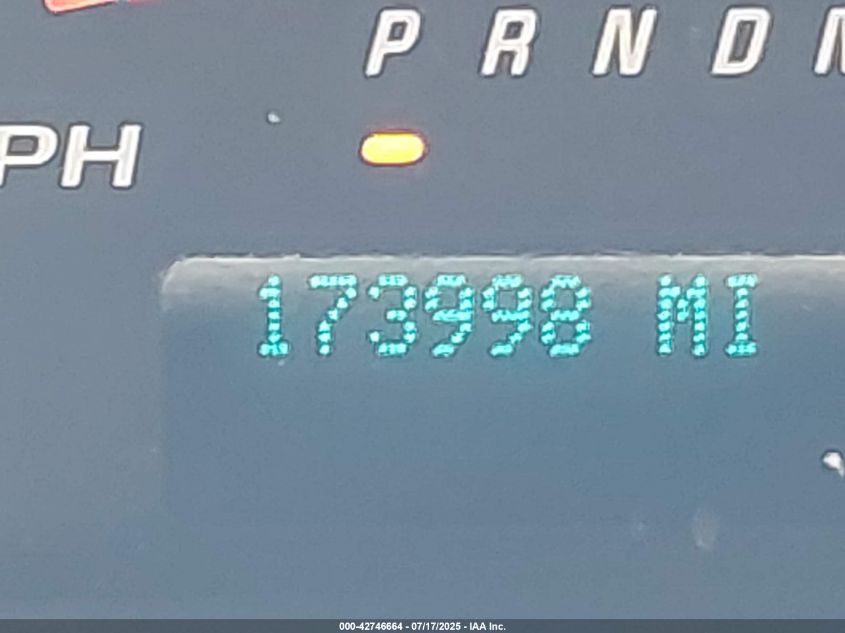 P R N D
PH
173998 MI
000-42746664 - 07/17/2025 - IAA Inc.